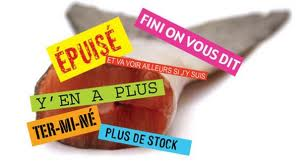 ÉPUISÉ
FINI ON VOUS DIT
ET VA VOIR AILLEURS SI J'Y SUIS
Y'EN A PLUS
TER-MI-NÉ
PLUS DE STOCK